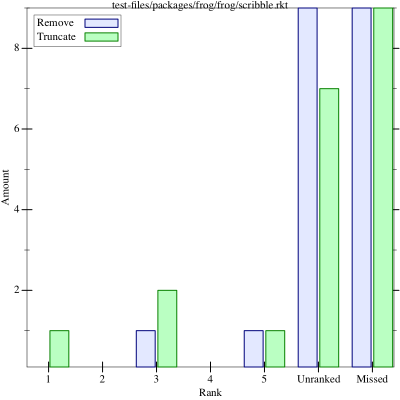 test-files/packages/frog/frog/scribble.rkt
Remove
Truncate
8
6
4
2
Amount
1 2 3 4 5 Unranked Missed
Rank